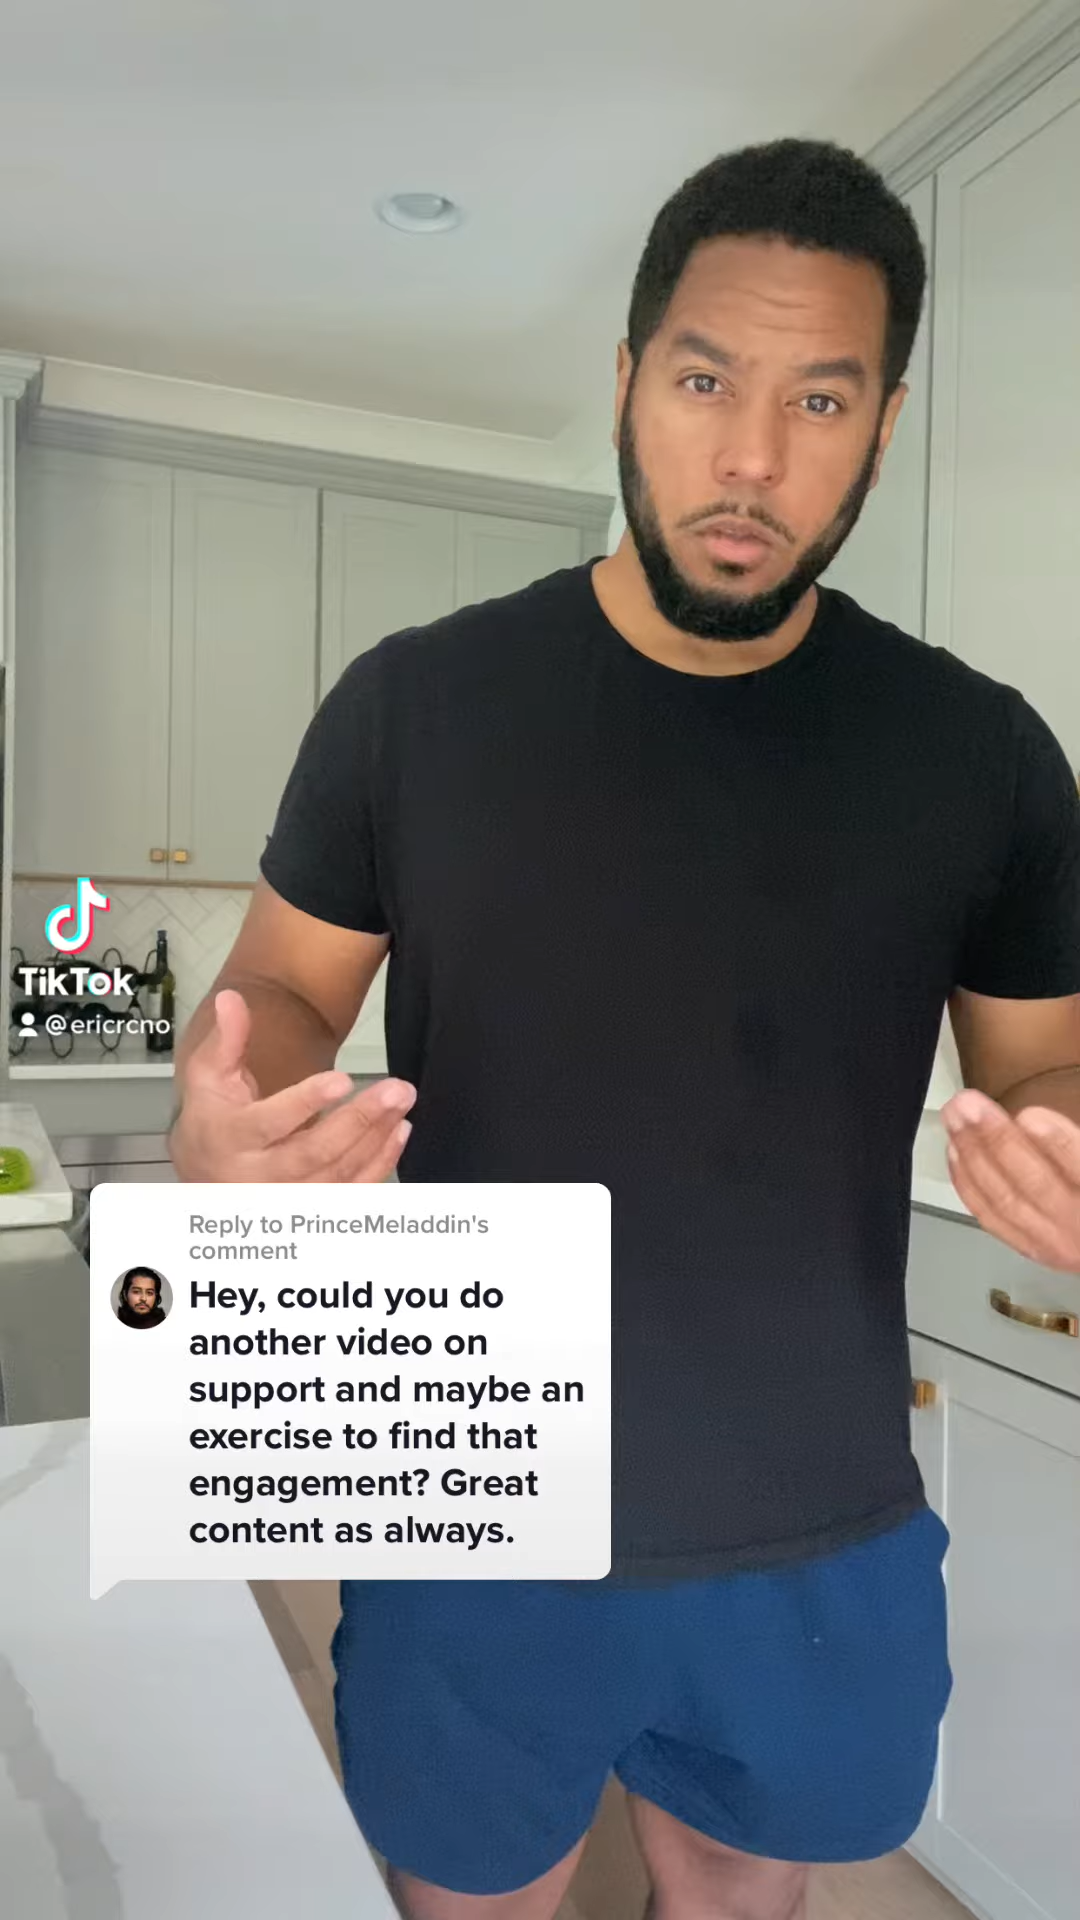 TikTok
@ericrcno
Reply to PrinceMeladdin's
comment
Hey, could you do
another video on
support and maybe an
exercise to find that
engagement? Great
content as always.